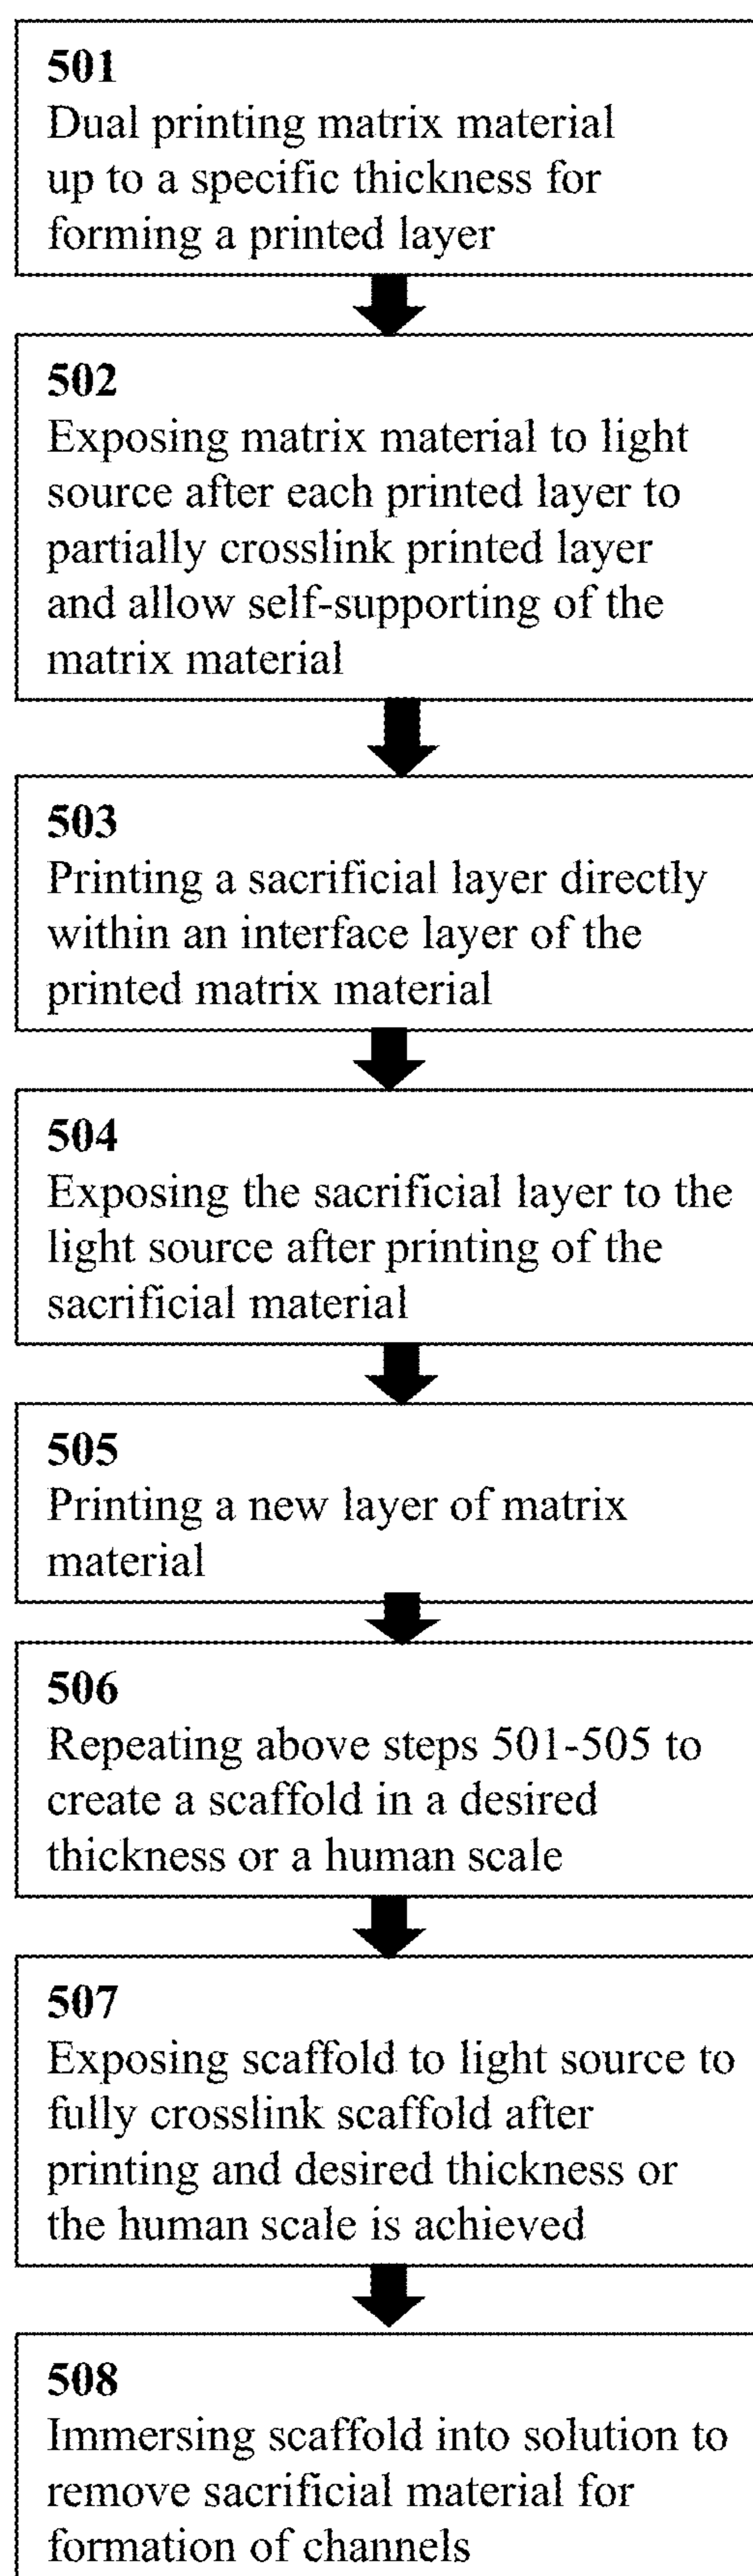 501
Dual printing matrix material
up to a specific thickness for
forming a printed layer
502
Exposing matrix material to light
source after each printed layer to
partially crosslink printed layer
and allow self-supporting of the
matrix material
503
Printing a sacrificial layer directly
within an interface layer of the
printed matrix material
504
Exposing the sacrificial layer to the
light source after printing of the
sacrificial material
505
Printing a new layer of matrix
material
506
Repeating above steps 501-505 to
create a scaffold in a desired
thickness or a human scale
507
Exposing scaffold to light source to
fully crosslink scaffold after
printing and desired thickness or
the human scale is achieved
508
Immersing scaffold into solution to
remove sacrificial material for
formation of channels